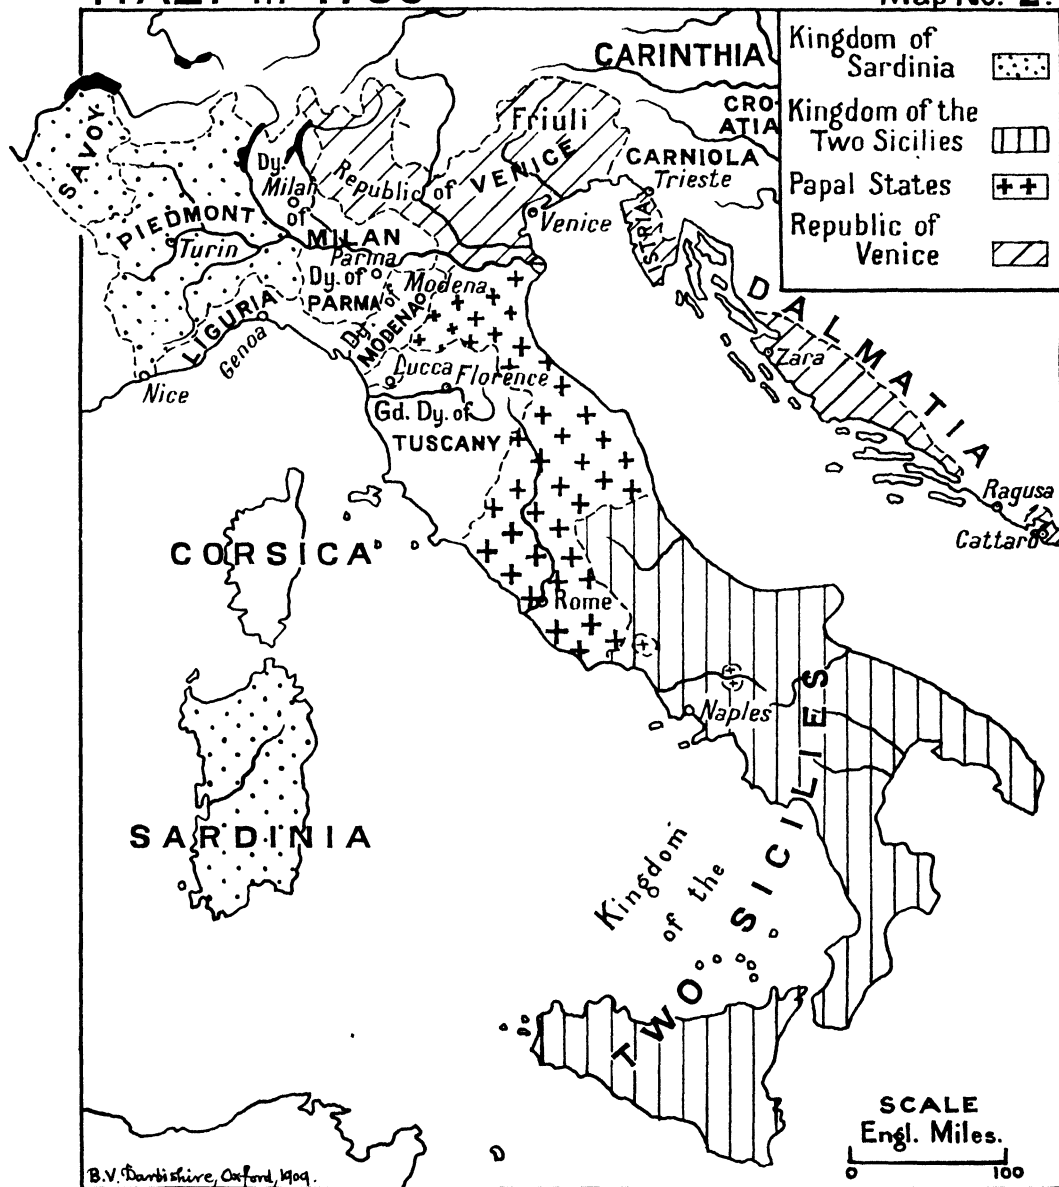 CARINTHIA
CRO-
ATIA
CARNIOLA
Kingdom of
Sardinia
Kingdom of the
Two Sicilies
Papal States
Republic of
Venice
SAVOY
PIEDMONT
Turin
Dy.
Milan
of
MILAN
Republic of VENICE
Friuli
Trieste
Venice
ISTRIA
Parma
Dy. of
PARMA
Modena
Dy. of
MODENA
LIGURIA
Genoa
Nice
Lucca
Florence
Gd. Dy. of
TUSCANY
DALMATIA
Zara
Ragusa
Cattaro
CORSICA
Rome
Naples
SARDINIA
Kingdom
of the
TWO SICILIES
SCALE
Engl. Miles.
0 100
B.V. Darbishire, Oxford, 1909.